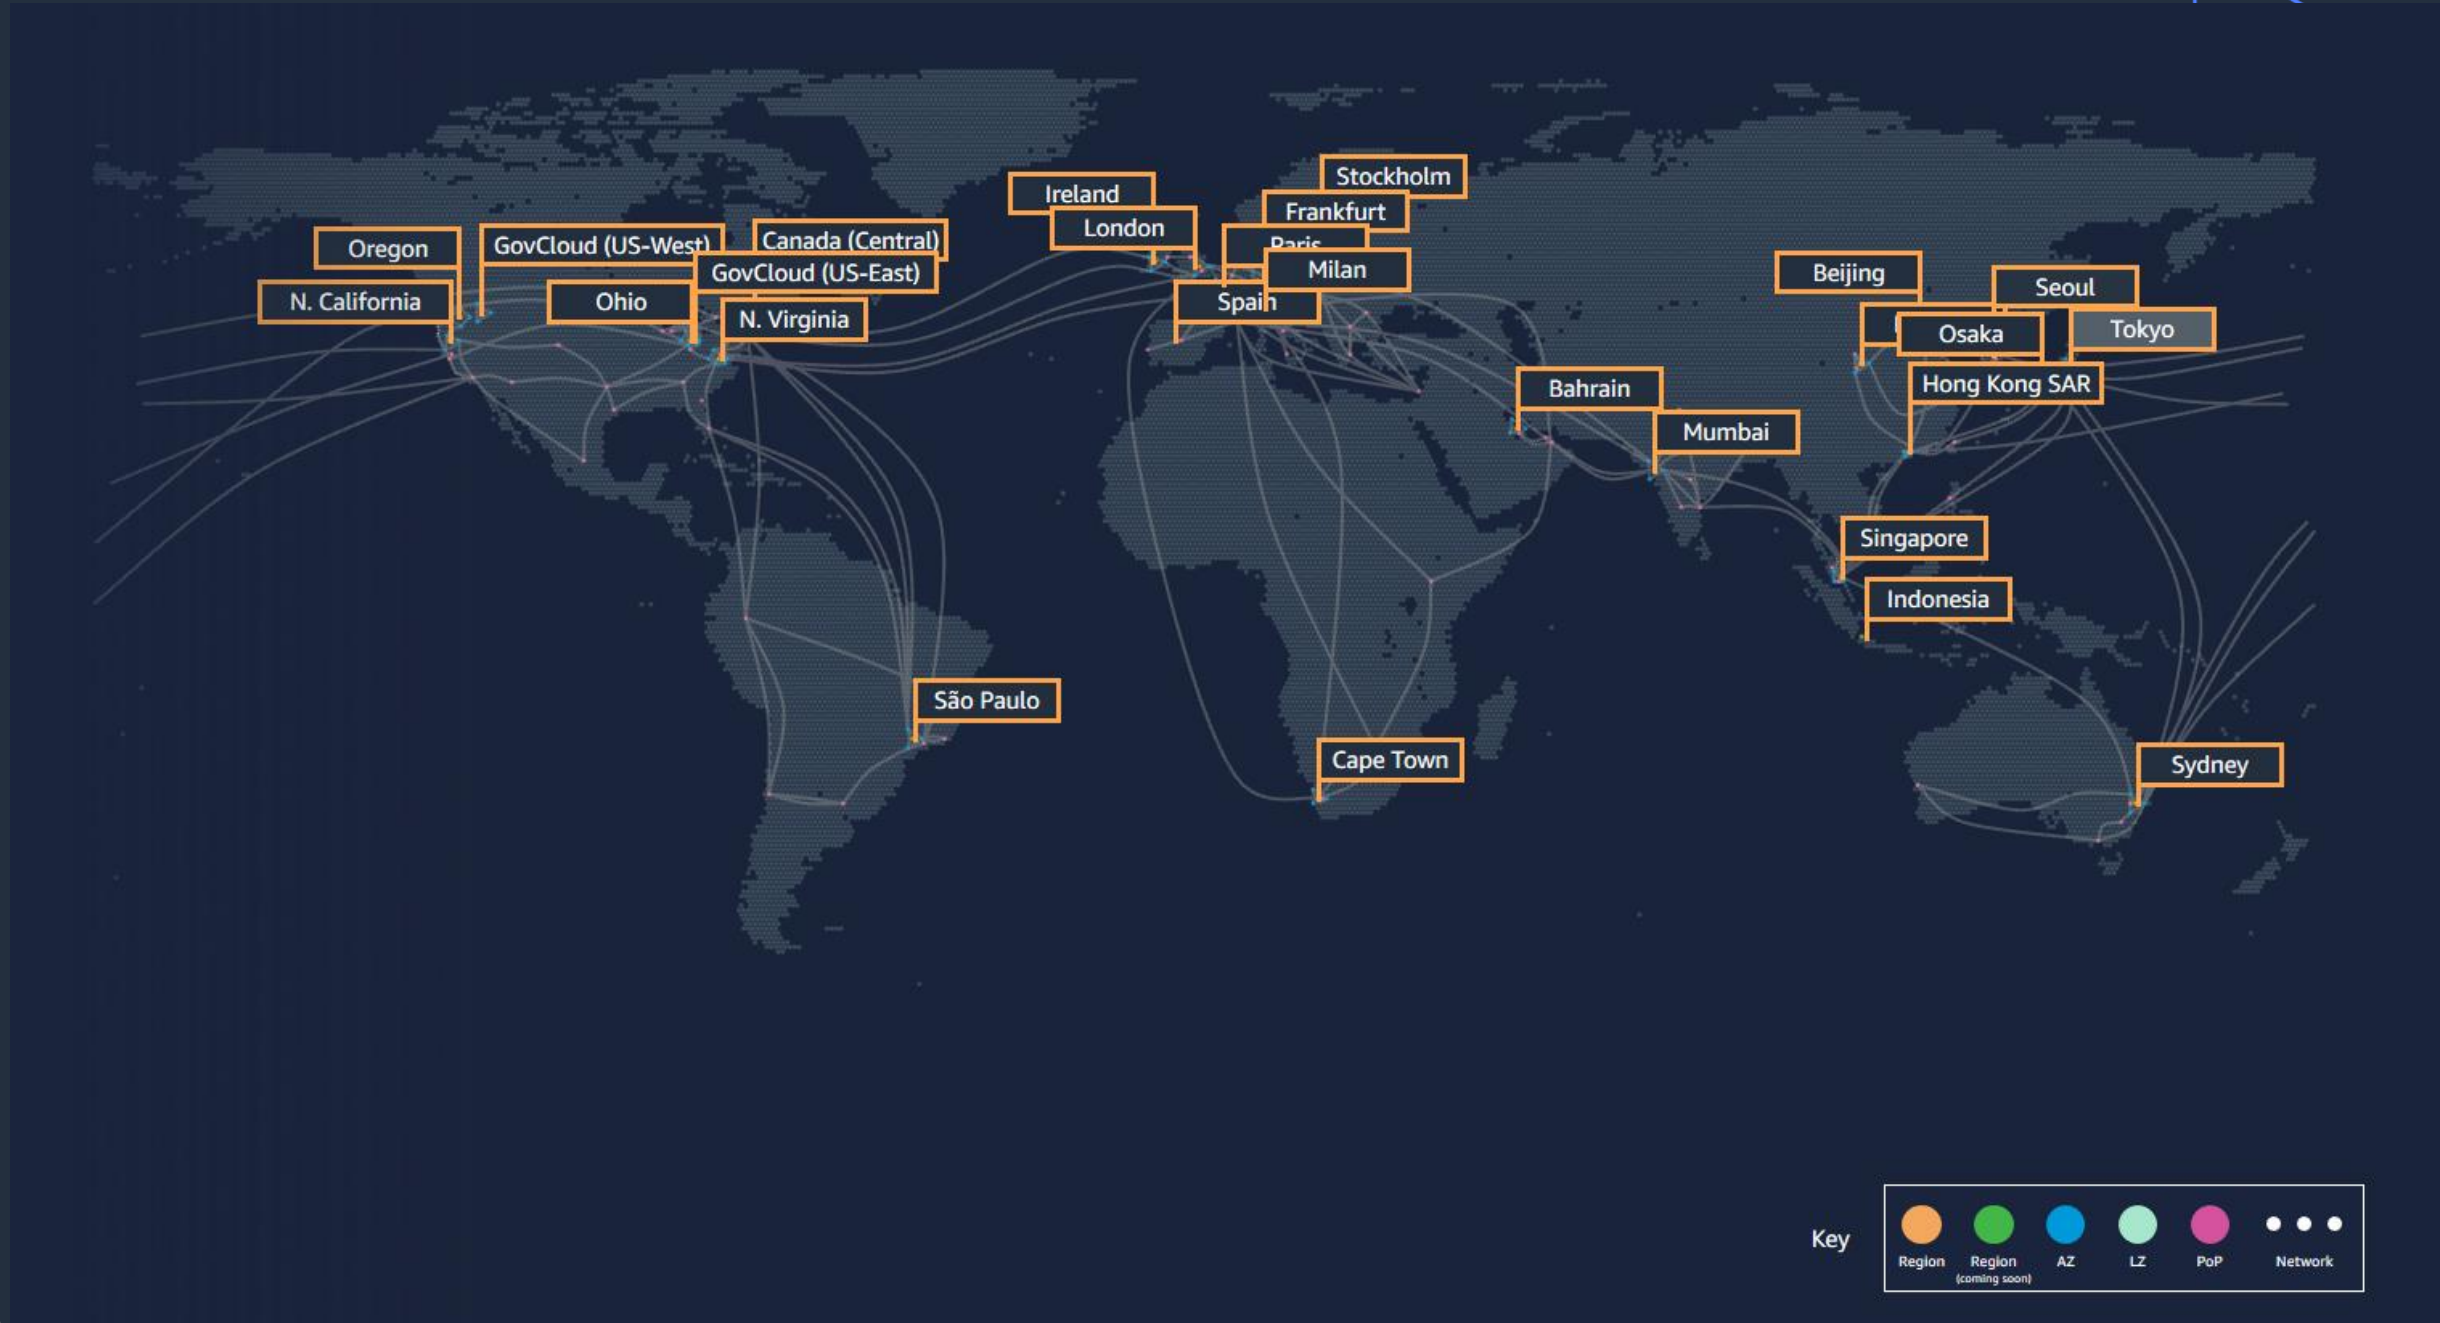 Stockholm
Ireland
Frankfurt
London
Canada (Central)
Oregon
GovCloud (US-West)
Paris
Milan
GovCloud (US-East)
Beijing
Seoul
N. California
Ohio
Spain
N. Virginia
Osaka
Tokyo
Hong Kong SAR
Bahrain
Mumbai
Singapore
Indonesia
São Paulo
Cape Town
Sydney
Key
Region
Region
(coming soon)
AZ
LZ
PoP
Network